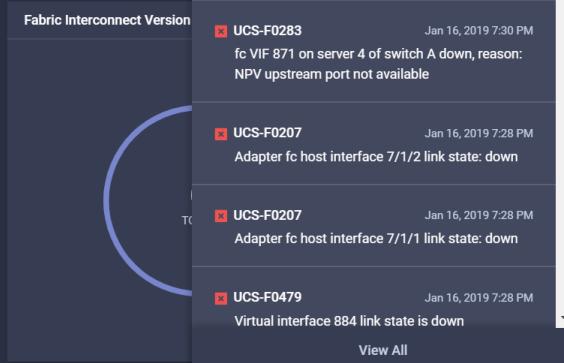 Fabric Interconnect Version
UCS-F0283 Jan 16, 2019 7:30 PM
fc VIF 871 on server 4 of switch A down, reason:
NPV upstream port not available
UCS-F0207 Jan 16, 2019 7:28 PM
Adapter fc host interface 7/1/2 link state: down
UCS-F0207 Jan 16, 2019 7:28 PM
Adapter fc host interface 7/1/1 link state: down
UCS-F0479 Jan 16, 2019 7:28 PM
Virtual interface 884 link state is down
View All